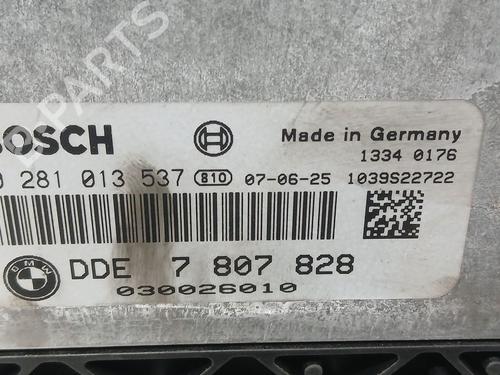 BOSCH
Made in Germany
1334 0176
0 281 013 537 810 07-06-25 1039S22722
BMW DDE 7 807 828
030026010